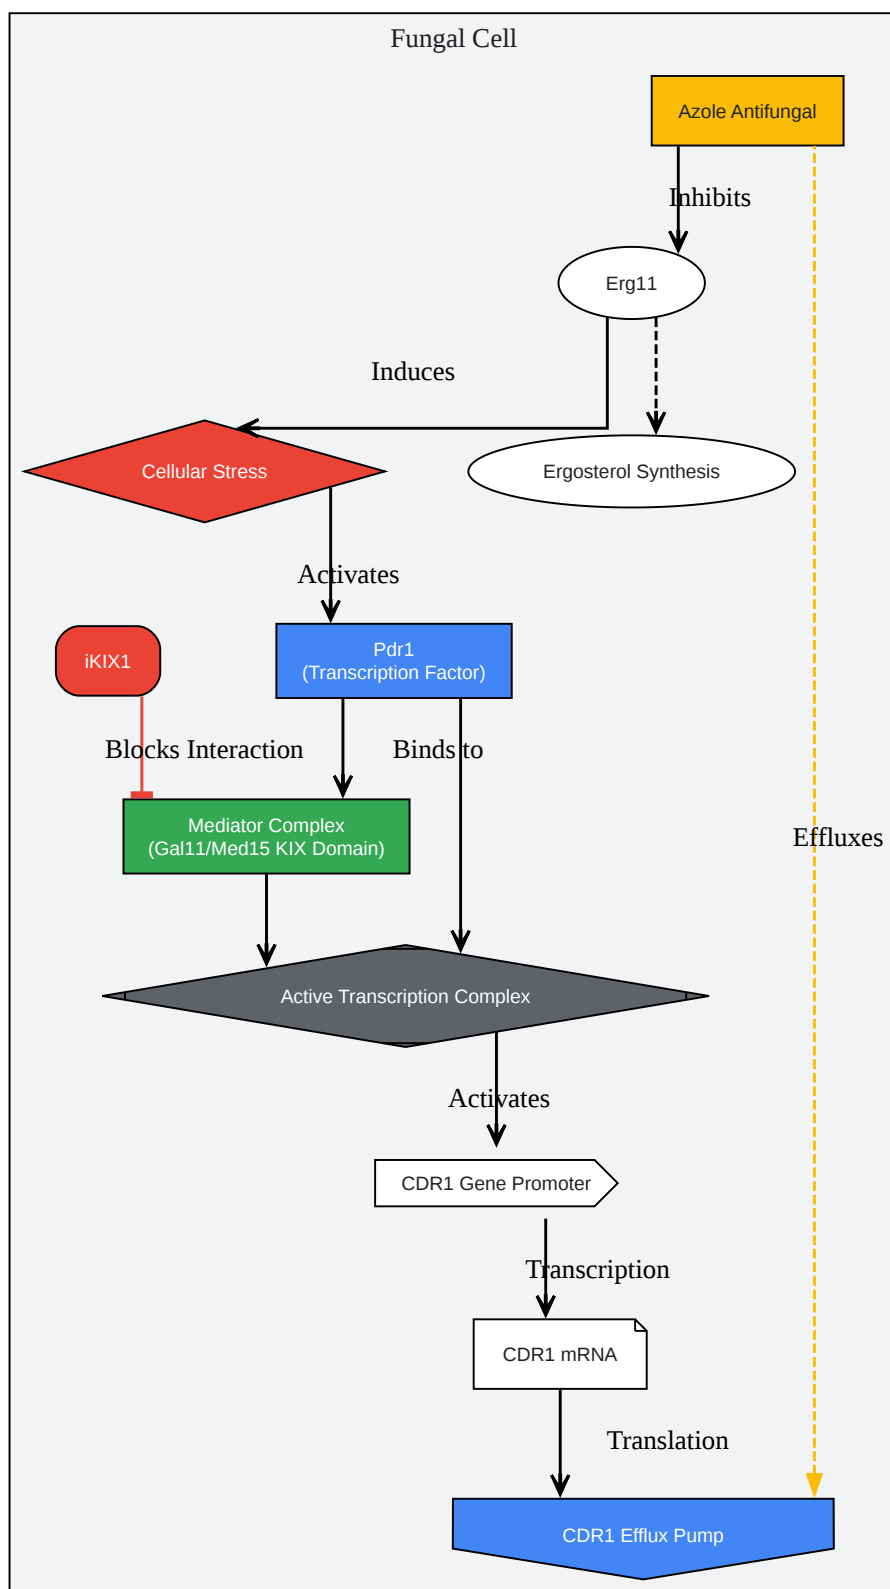 Fungal Cell
Azole Antifungal
Inhibits
Erg11
Induces
Cellular Stress
Ergosterol Synthesis
Activates
iKIX1
Pdr1
(Transcription Factor)
Blocks Interaction
Binds to
Mediator Complex
(Gal11/Med15 KIX Domain)
Effluxes
Active Transcription Complex
Activates
CDR1 Gene Promoter
Transcription
CDR1 mRNA
Translation
CDR1 Efflux Pump